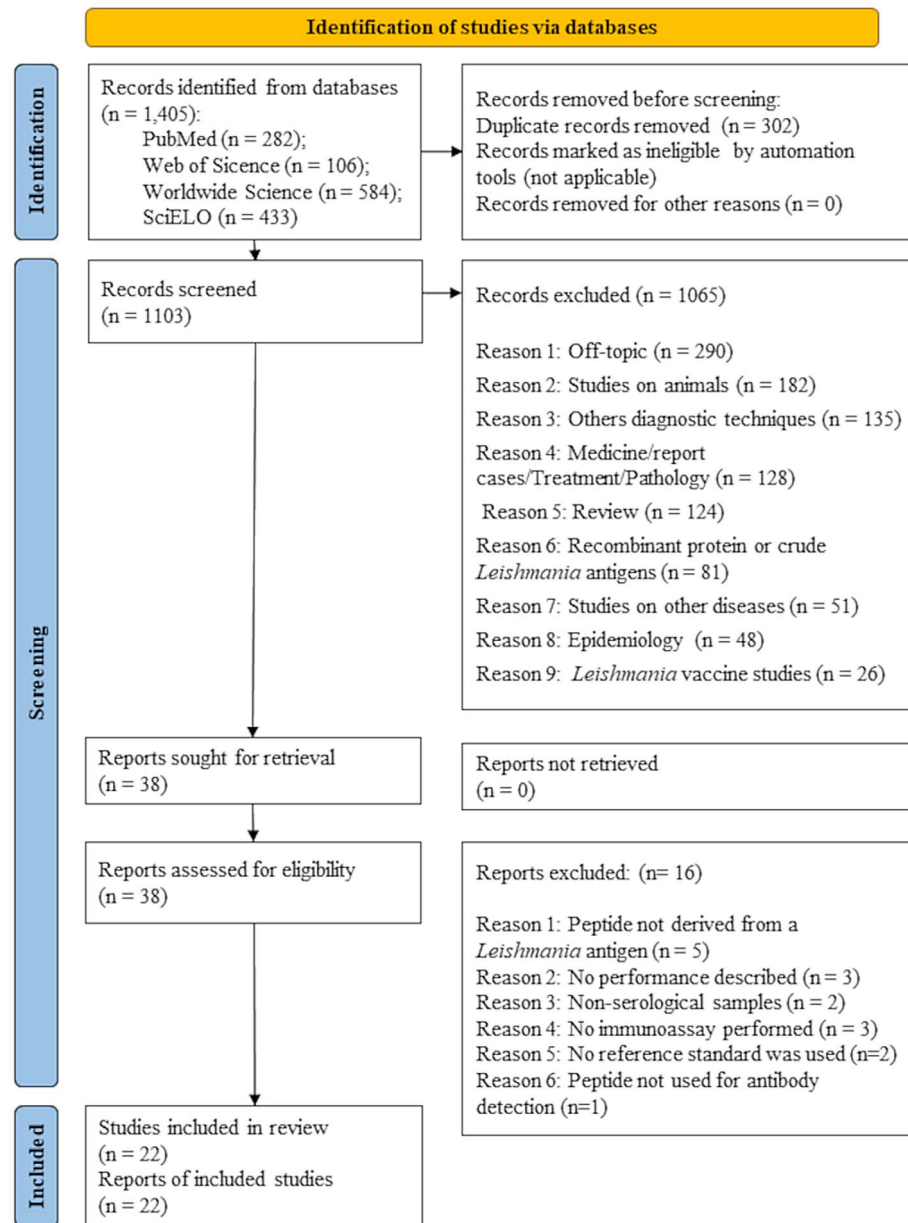 Identification of studies via databases
Identification
Records identified from databases
(n = 1,405):
PubMed (n = 282);
Web of Sicence (n = 106);
Worldwide Science (n = 584);
SciELO (n = 433)
Records removed before screening:
Duplicate records removed (n = 302)
Records marked as ineligible by automation
tools (not applicable)
Records removed for other reasons (n = 0)
Screening
Records screened
(n = 1103)
Records excluded (n = 1065)
Reason 1: Off-topic (n = 290)
Reason 2: Studies on animals (n = 182)
Reason 3: Others diagnostic techniques (n = 135)
Reason 4: Medicine/report
cases/Treatment/Pathology (n = 128)
Reason 5: Review (n = 124)
Reason 6: Recombinant protein or crude
Leishmania antigens (n = 81)
Reason 7: Studies on other diseases (n = 51)
Reason 8: Epidemiology (n = 48)
Reason 9: Leishmania vaccine studies (n = 26)
Reports sought for retrieval
(n = 38)
Reports not retrieved
(n = 0)
Reports assessed for eligibility
(n = 38)
Reports excluded: (n= 16)
Reason 1: Peptide not derived from a
Leishmania antigen (n = 5)
Reason 2: No performance described (n = 3)
Reason 3: Non-serological samples (n = 2)
Reason 4: No immunoassay performed (n = 3)
Reason 5: No reference standard was used (n=2)
Reason 6: Peptide not used for antibody
detection (n=1)
Included
Studies included in review
(n = 22)
Reports of included studies
(n = 22)